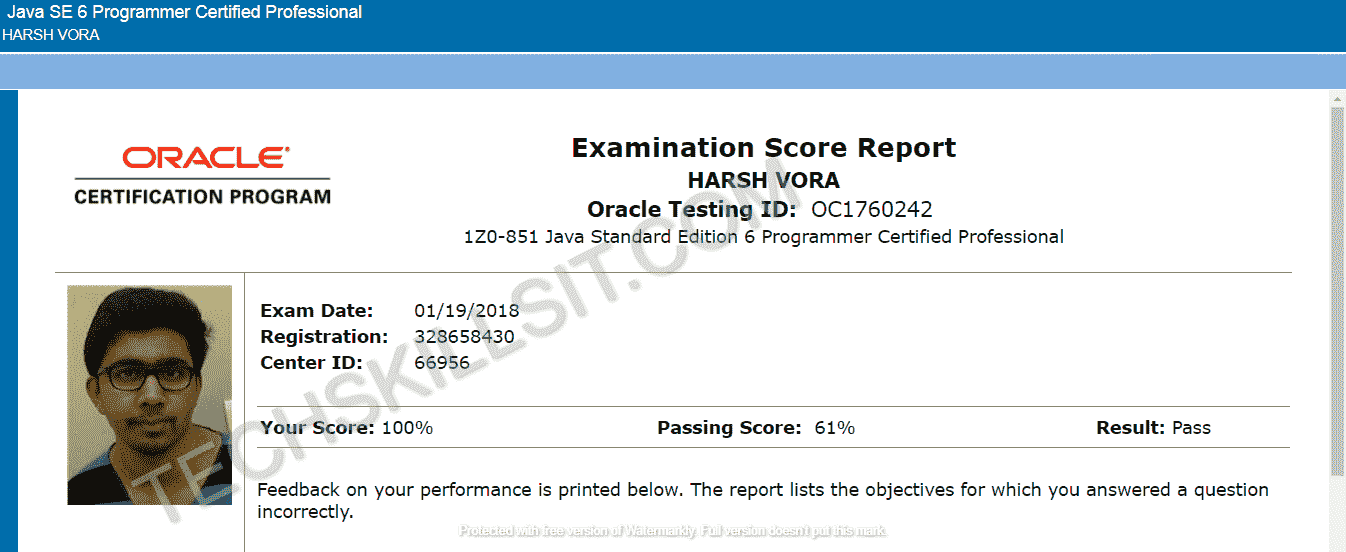 Java SE 6 Programmer Certified Professional
HARSH VORA
ORACLE
CERTIFICATION PROGRAM
Examination Score Report
HARSH VORA
Oracle Testing ID: OC1760242
1Z0-851 Java Standard Edition 6 Programmer Certified Professional
Exam Date: 01/19/2018
Registration: 328658430
Center ID: 66956
Your Score: 100% Passing Score: 61% Result: Pass
Feedback on your performance is printed below. The report lists the objectives for which you answered a question
incorrectly.
TECHSKILLSIT.COM
Protected with free version of Watermarkly. Full version doesn't put this mark.